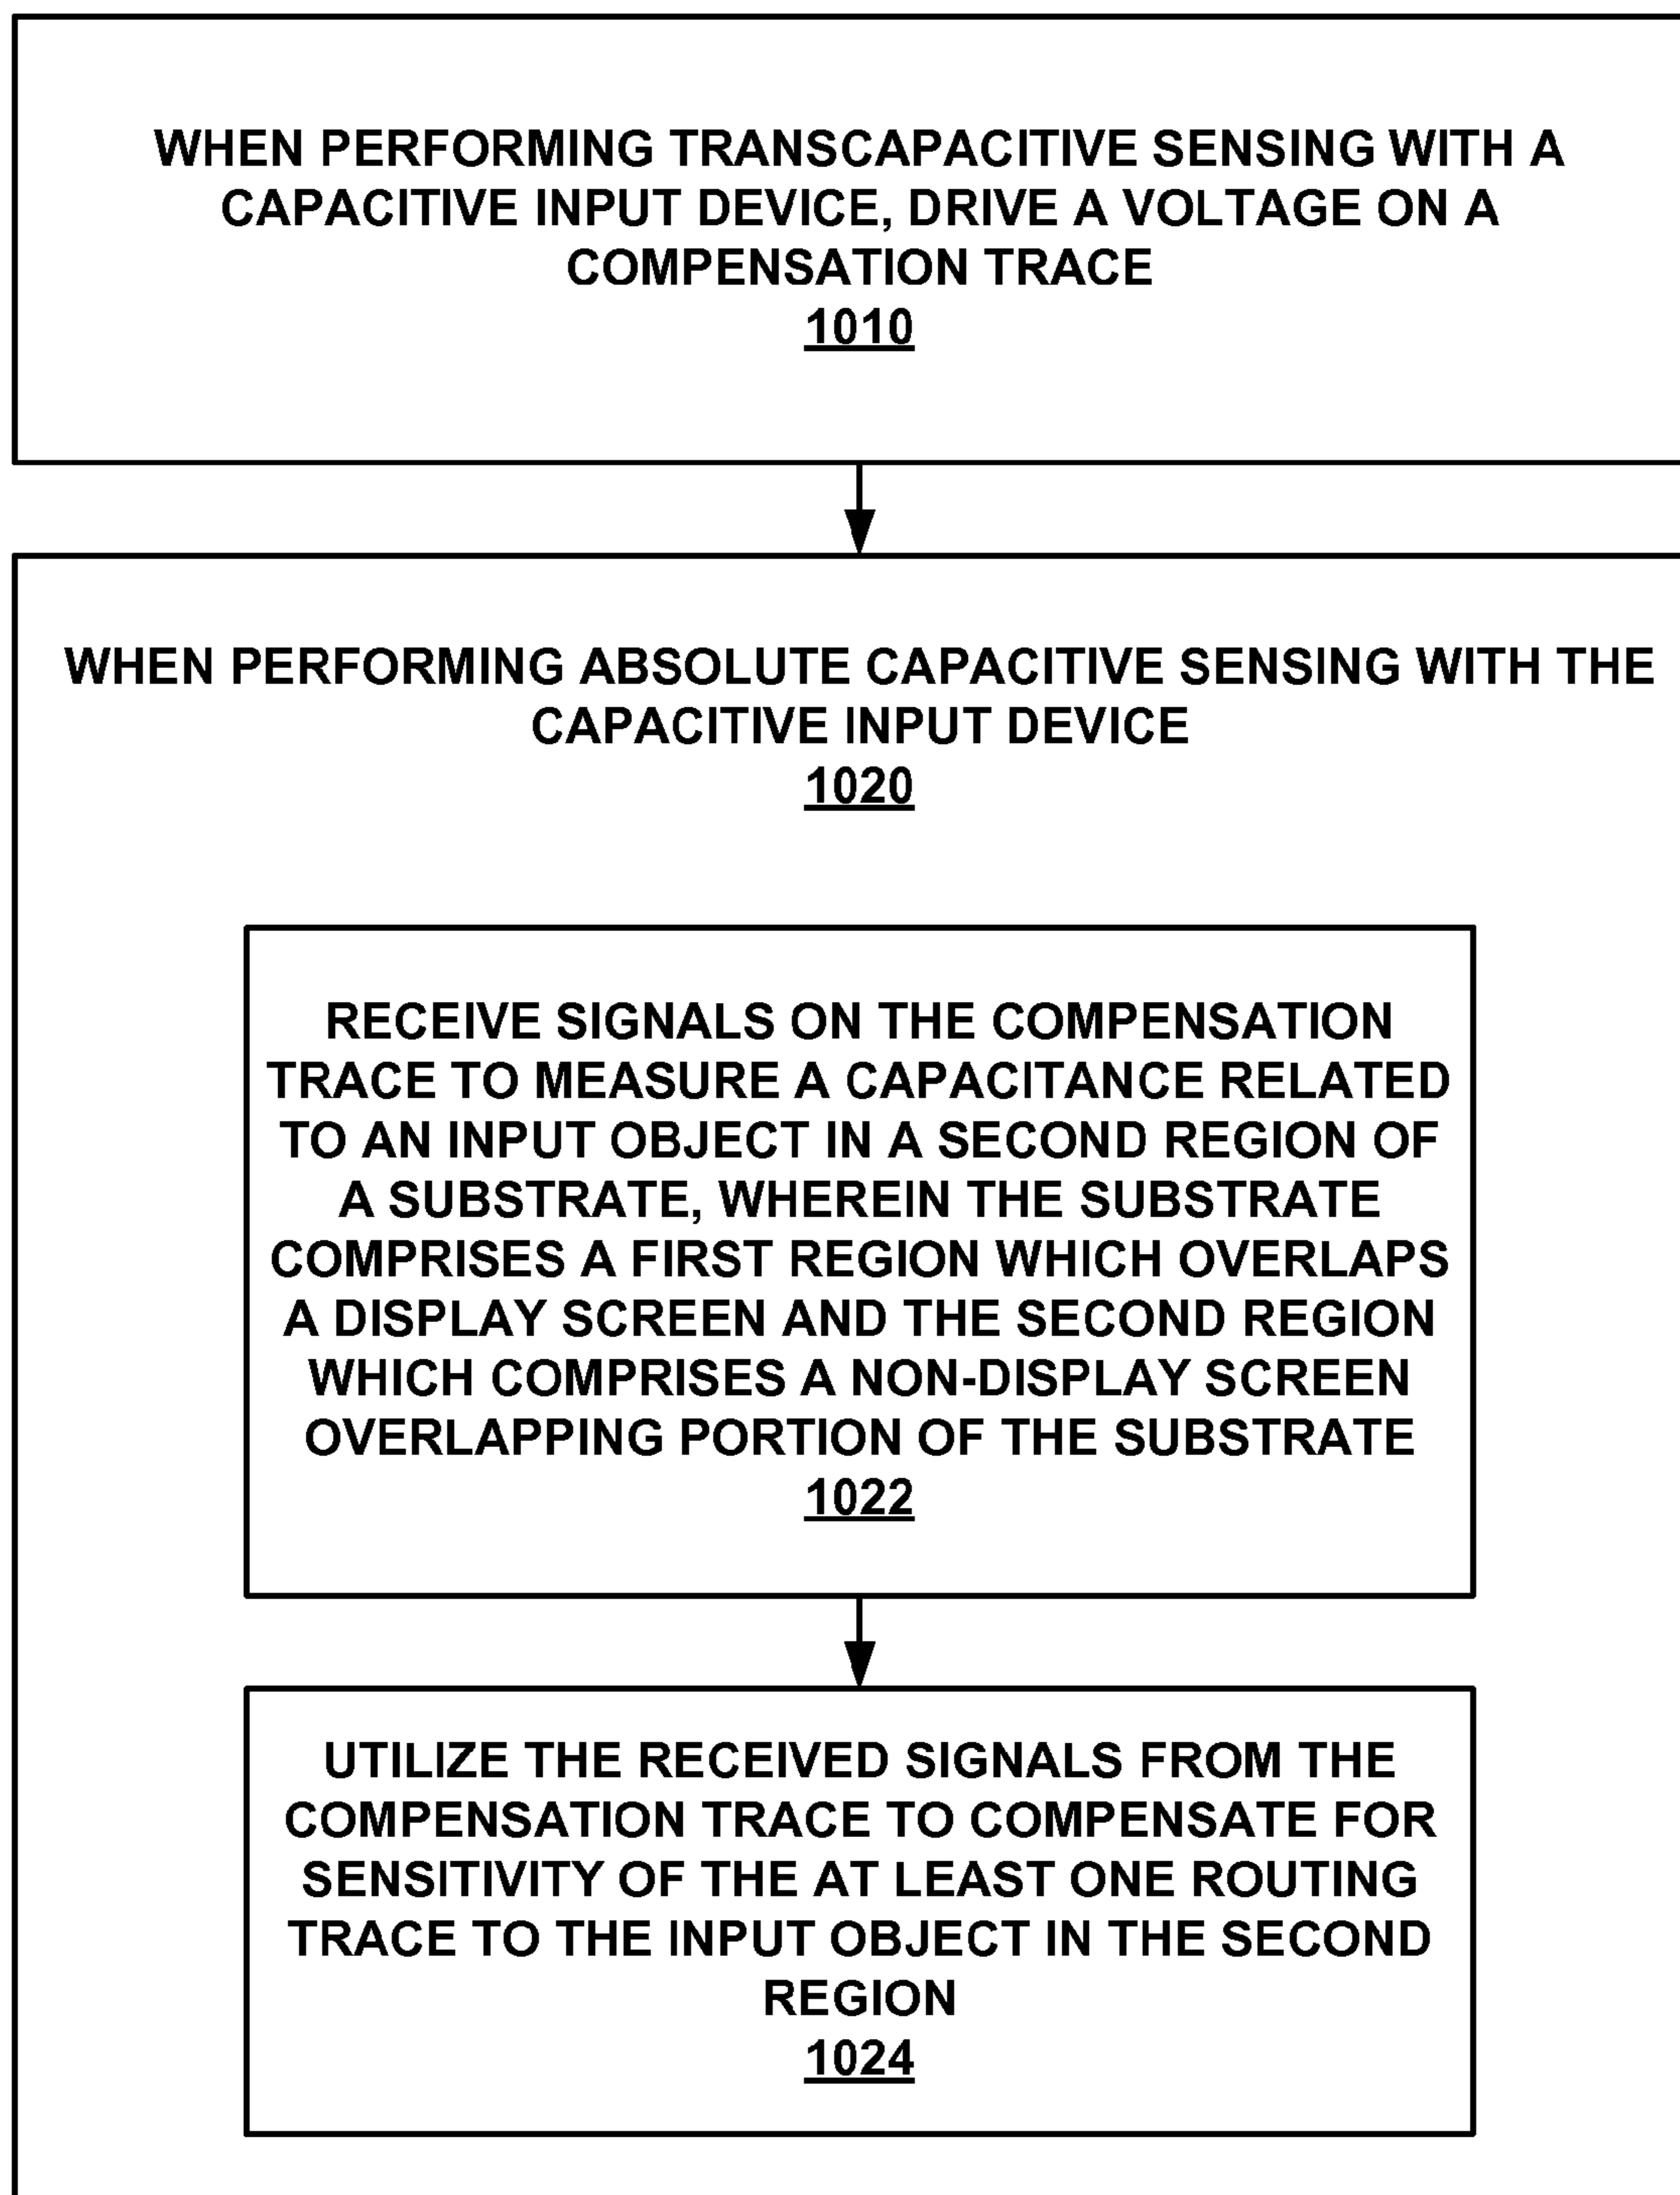 WHEN PERFORMING TRANSCAPACITIVE SENSING WITH A
CAPACITIVE INPUT DEVICE, DRIVE A VOLTAGE ON A
COMPENSATION TRACE
1010
WHEN PERFORMING ABSOLUTE CAPACITIVE SENSING WITH THE
CAPACITIVE INPUT DEVICE
1020
RECEIVE SIGNALS ON THE COMPENSATION
TRACE TO MEASURE A CAPACITANCE RELATED
TO AN INPUT OBJECT IN A SECOND REGION OF
A SUBSTRATE, WHEREIN THE SUBSTRATE
COMPRISES A FIRST REGION WHICH OVERLAPS
A DISPLAY SCREEN AND THE SECOND REGION
WHICH COMPRISES A NON-DISPLAY SCREEN
OVERLAPPING PORTION OF THE SUBSTRATE
1022
UTILIZE THE RECEIVED SIGNALS FROM THE
COMPENSATION TRACE TO COMPENSATE FOR
SENSITIVITY OF THE AT LEAST ONE ROUTING
TRACE TO THE INPUT OBJECT IN THE SECOND
REGION
1024